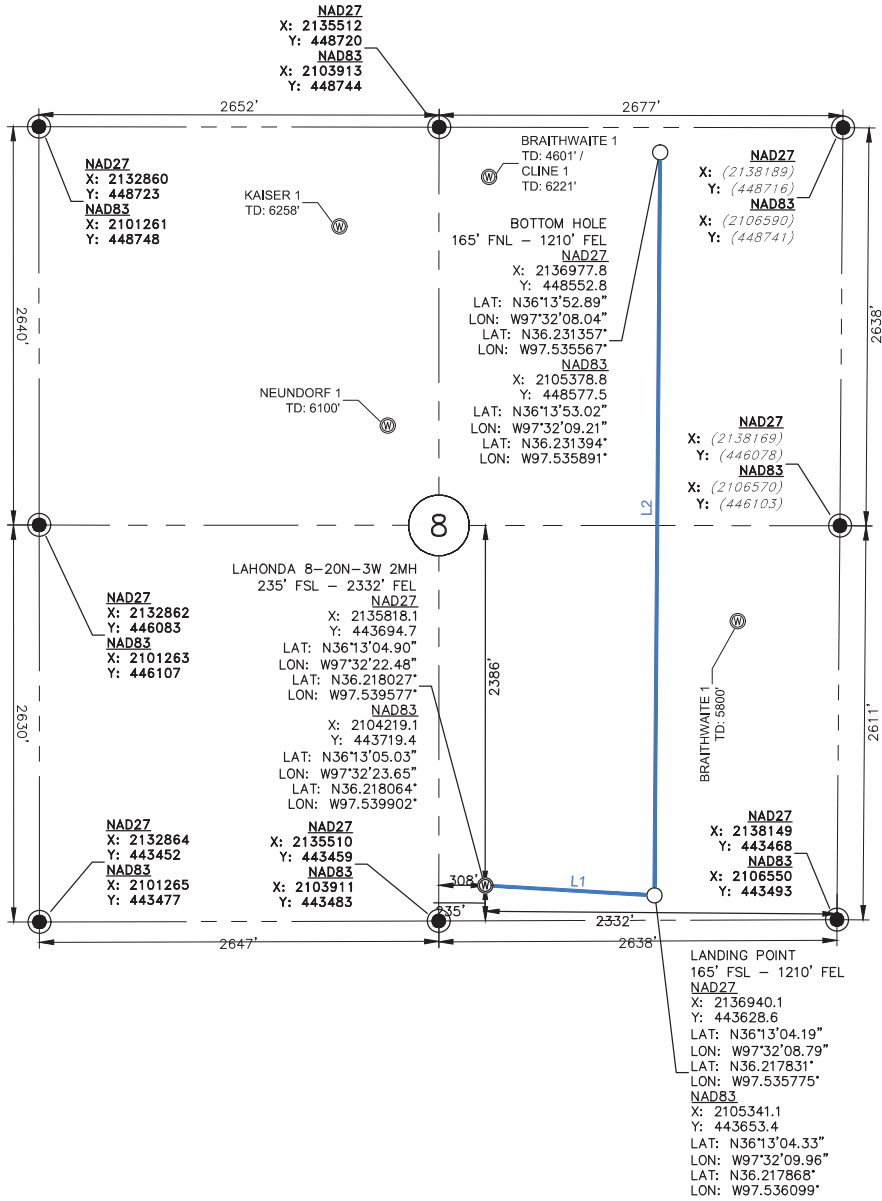 NAD27
X: 2135512
Y: 448720
NAD83
X: 2103913
Y: 448744
2652'
2677'
NAD27
X: 2132860
Y: 448723
NAD83
X: 2101261
Y: 448748
KAISER 1
TD: 6258'
W
BRAITHWAITE 1
TD: 4601' /
CLINE 1
TD: 6221'
W
NAD27
X: (2138189)
Y: (448716)
NAD83
X: (2106590)
Y: (448741)
BOTTOM HOLE
165' FNL – 1210' FEL
NAD27
X: 2136977.8
Y: 448552.8
LAT: N36°13'52.89"
LON: W97°32'08.04"
LAT: N36.231357°
LON: W97.535567°
NAD83
X: 2105378.8
Y: 448577.5
LAT: N36°13'53.02"
LON: W97°32'09.21"
LAT: N36.231394°
LON: W97.535891°
2640'
2638'
NEUNDORF 1
TD: 6100'
W
NAD27
X: (2138169)
Y: (446078)
NAD83
X: (2106570)
Y: (446103)
L2
8
NAD27
X: 2132862
Y: 446083
NAD83
X: 2101263
Y: 446107
LAHONDA 8–20N–3W 2MH
235' FSL – 2332' FEL
NAD27
X: 2135818.1
Y: 443694.7
LAT: N36°13'04.90"
LON: W97°32'22.48"
LAT: N36.218027°
LON: W97.539577°
NAD83
X: 2104219.1
Y: 443719.4
LAT: N36°13'05.03"
LON: W97°32'23.65"
LAT: N36.218064°
LON: W97.539902°
2386'
W
BRAITHWAITE 1
TD: 5800'
2630'
2611'
NAD27
X: 2132864
Y: 443452
NAD83
X: 2101265
Y: 443477
NAD27
X: 2135510
Y: 443459
NAD83
X: 2103911
Y: 443483
NAD27
X: 2138149
Y: 443468
NAD83
X: 2106550
Y: 443493
308'
W
L1
235'
2332'
2647'
2638'
LANDING POINT
165' FSL – 1210' FEL
NAD27
X: 2136940.1
Y: 443628.6
LAT: N36°13'04.19"
LON: W97°32'08.79"
LAT: N36.217831°
LON: W97.535775°
NAD83
X: 2105341.1
Y: 443653.4
LAT: N36°13'04.33"
LON: W97°32'09.96"
LAT: N36.217868°
LON: W97.536099°